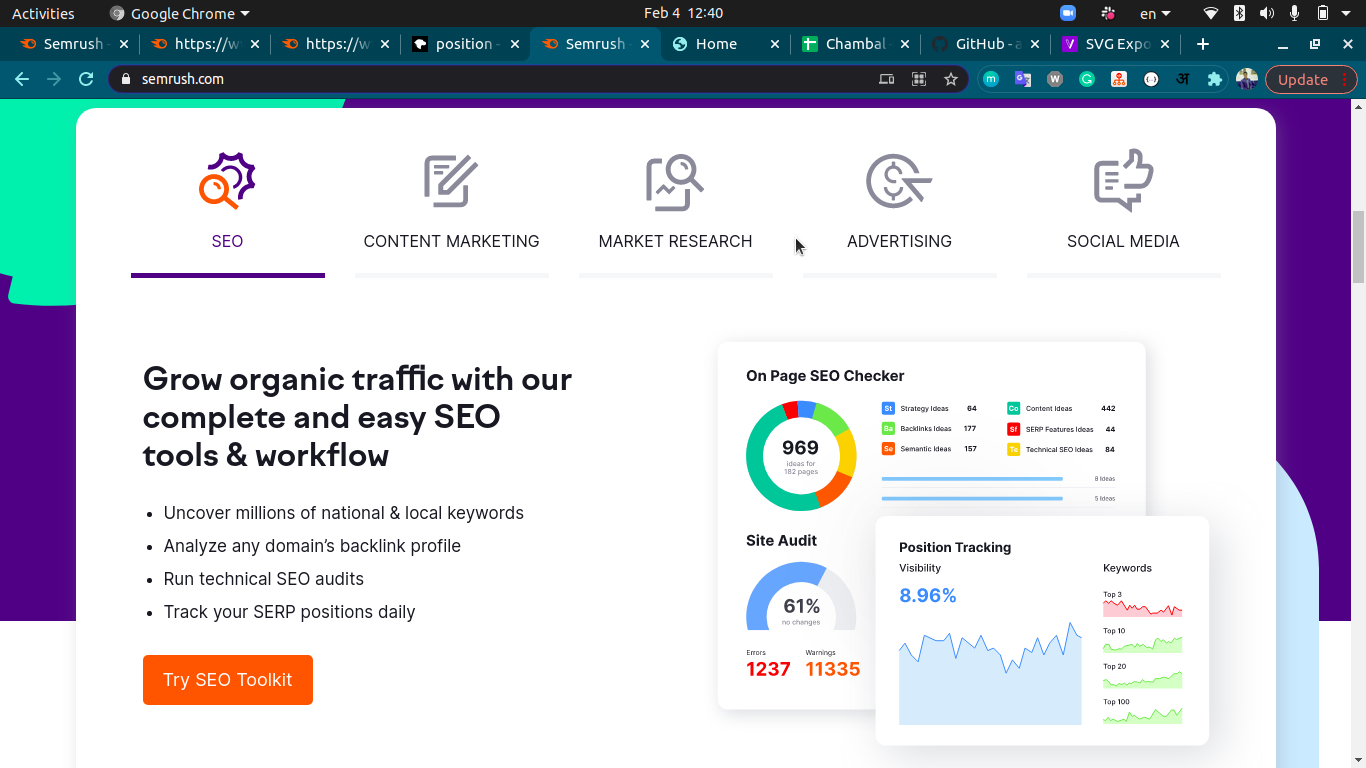 Activities
Google Chrome
Feb 4 12:40
en
Semrush
https://w
https://w
position -
Semrush
Home
Chambal
GitHub - a
SVG Expo
semrush.com
Update
SEO
CONTENT MARKETING
MARKET RESEARCH
ADVERTISING
SOCIAL MEDIA
Grow organic traffic with our
complete and easy SEO
tools & workflow
Uncover millions of national & local keywords
Analyze any domain’s backlink profile
Run technical SEO audits
Track your SERP positions daily
Try SEO Toolkit
On Page SEO Checker
969
ideas for
182 pages
St Strategy Ideas 64
Ba Backlinks Ideas 177
Se Semantic Ideas 157
Co Content Ideas 442
Sf SERP Features Ideas 44
Te Technical SEO Ideas 84
8 Ideas
5 Ideas
Site Audit
61%
no changes
Errors
1237
Warnings
11335
Position Tracking
Visibility
8.96%
Keywords
Top 3
Top 10
Top 20
Top 100